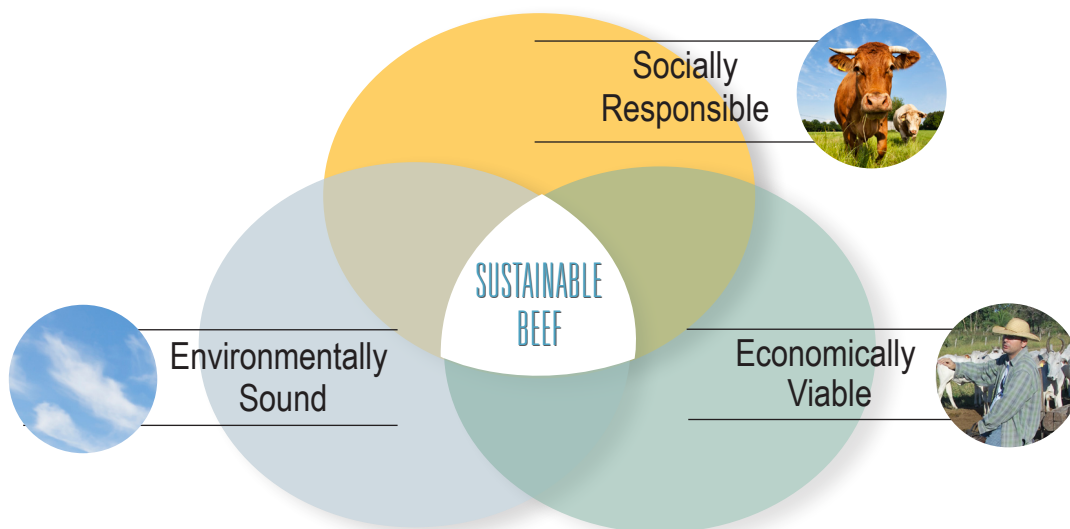 Socially
Responsible
SUSTAINABLE
BEEF
Environmentally
Sound
Economically
Viable